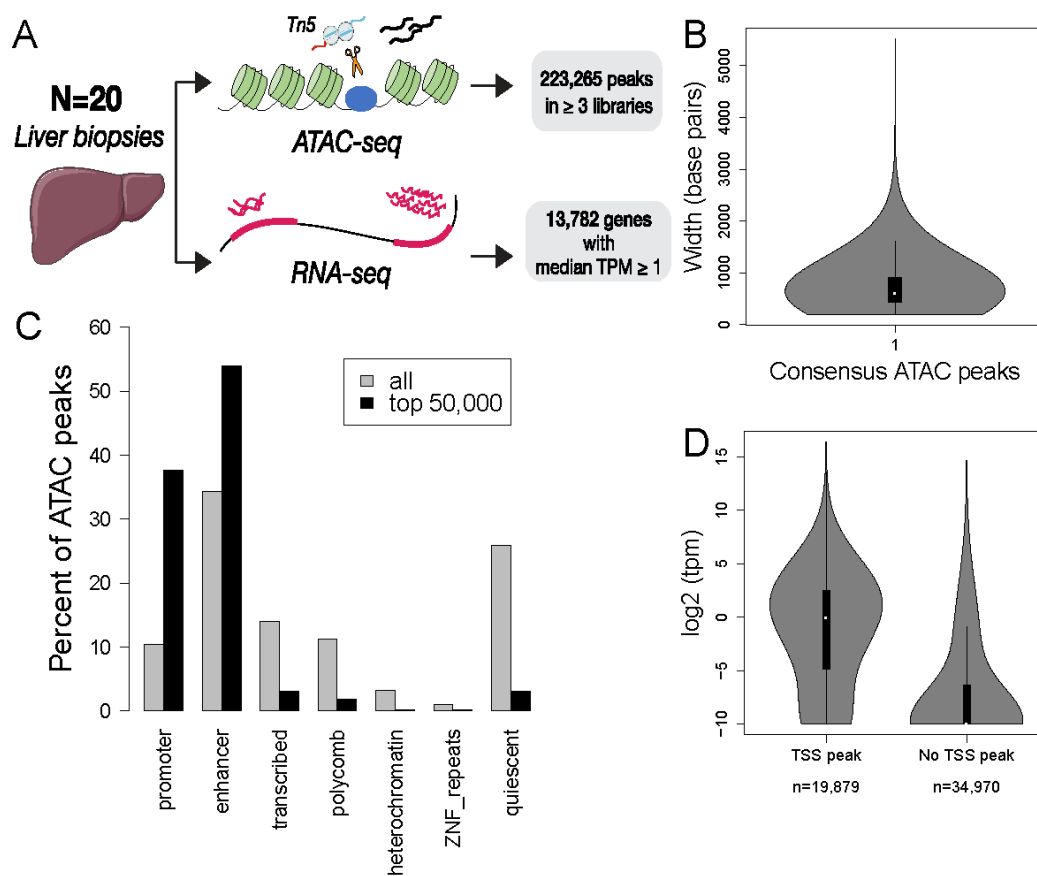 A
N=20
Liver biopsies
Tn5
ATAC-seq
223,265 peaks
in ≥ 3 libraries
RNA-seq
13,782 genes
with
median TPM ≥ 1
B
Width (base pairs)
5000
4000
3000
2000
1000
0
1
Consensus ATAC peaks
C
Percent of ATAC peaks
60
50
40
30
20
10
0
all
top 50,000
promoter
enhancer
transcribed
polycomb
heterochromatin
ZNF_repeats
quiescent
D
log2 (tpm)
15
10
5
0
−5
−10
TSS peak
No TSS peak
n=19,879
n=34,970